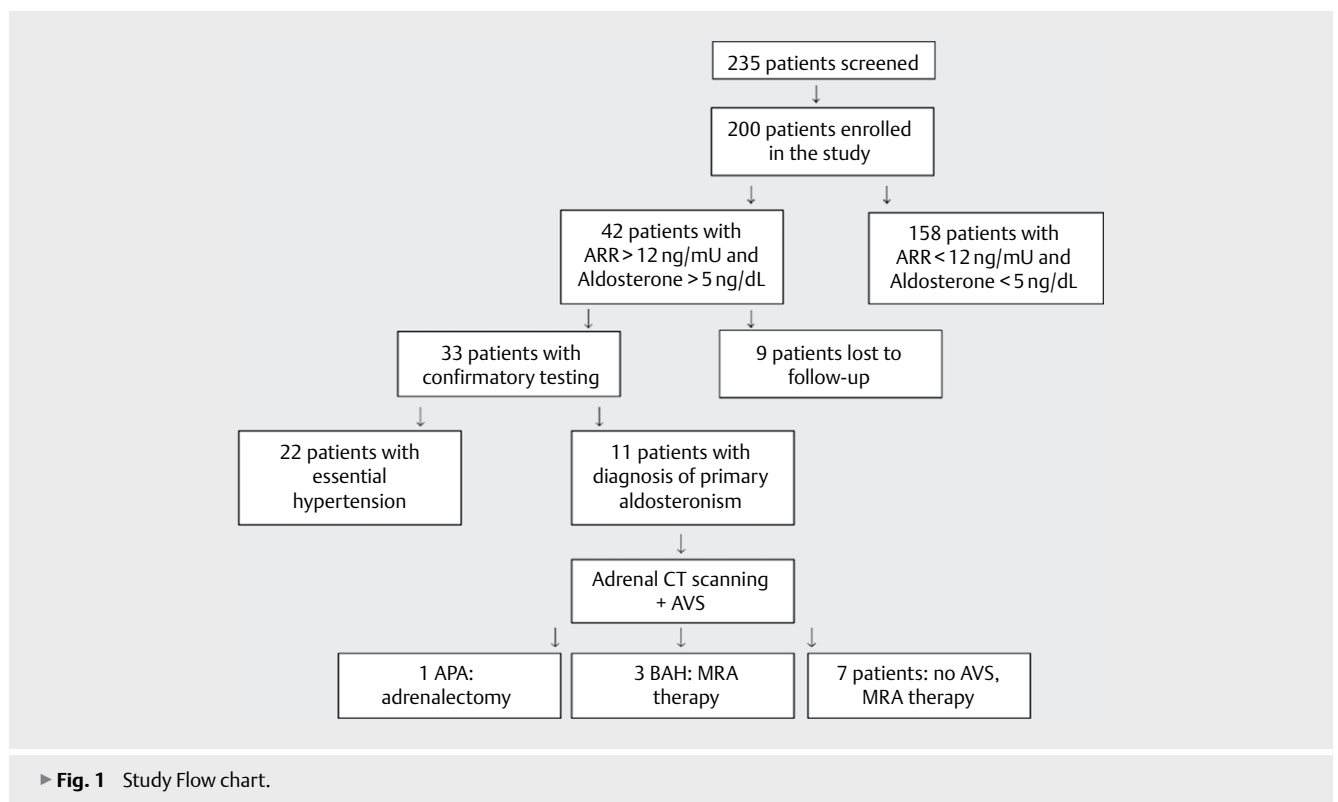 235 patients screened
↓
200 patients enrolled
in the study
↓ ↓
42 patients with
ARR > 12 ng/mU and
Aldosterone > 5 ng/dL
158 patients with
ARR < 12 ng/mU and
Aldosterone < 5 ng/dL
↓ ↓
33 patients with
confirmatory testing
9 patients lost to
follow-up
↓ ↓
22 patients with
essential
hypertension
11 patients with
diagnosis of primary
aldosteronism
↓
Adrenal CT scanning
+ AVS
↓ ↓ ↓
1 APA:
adrenalectomy
3 BAH: MRA
therapy
7 patients: no AVS,
MRA therapy
▶ Fig. 1 Study Flow chart.